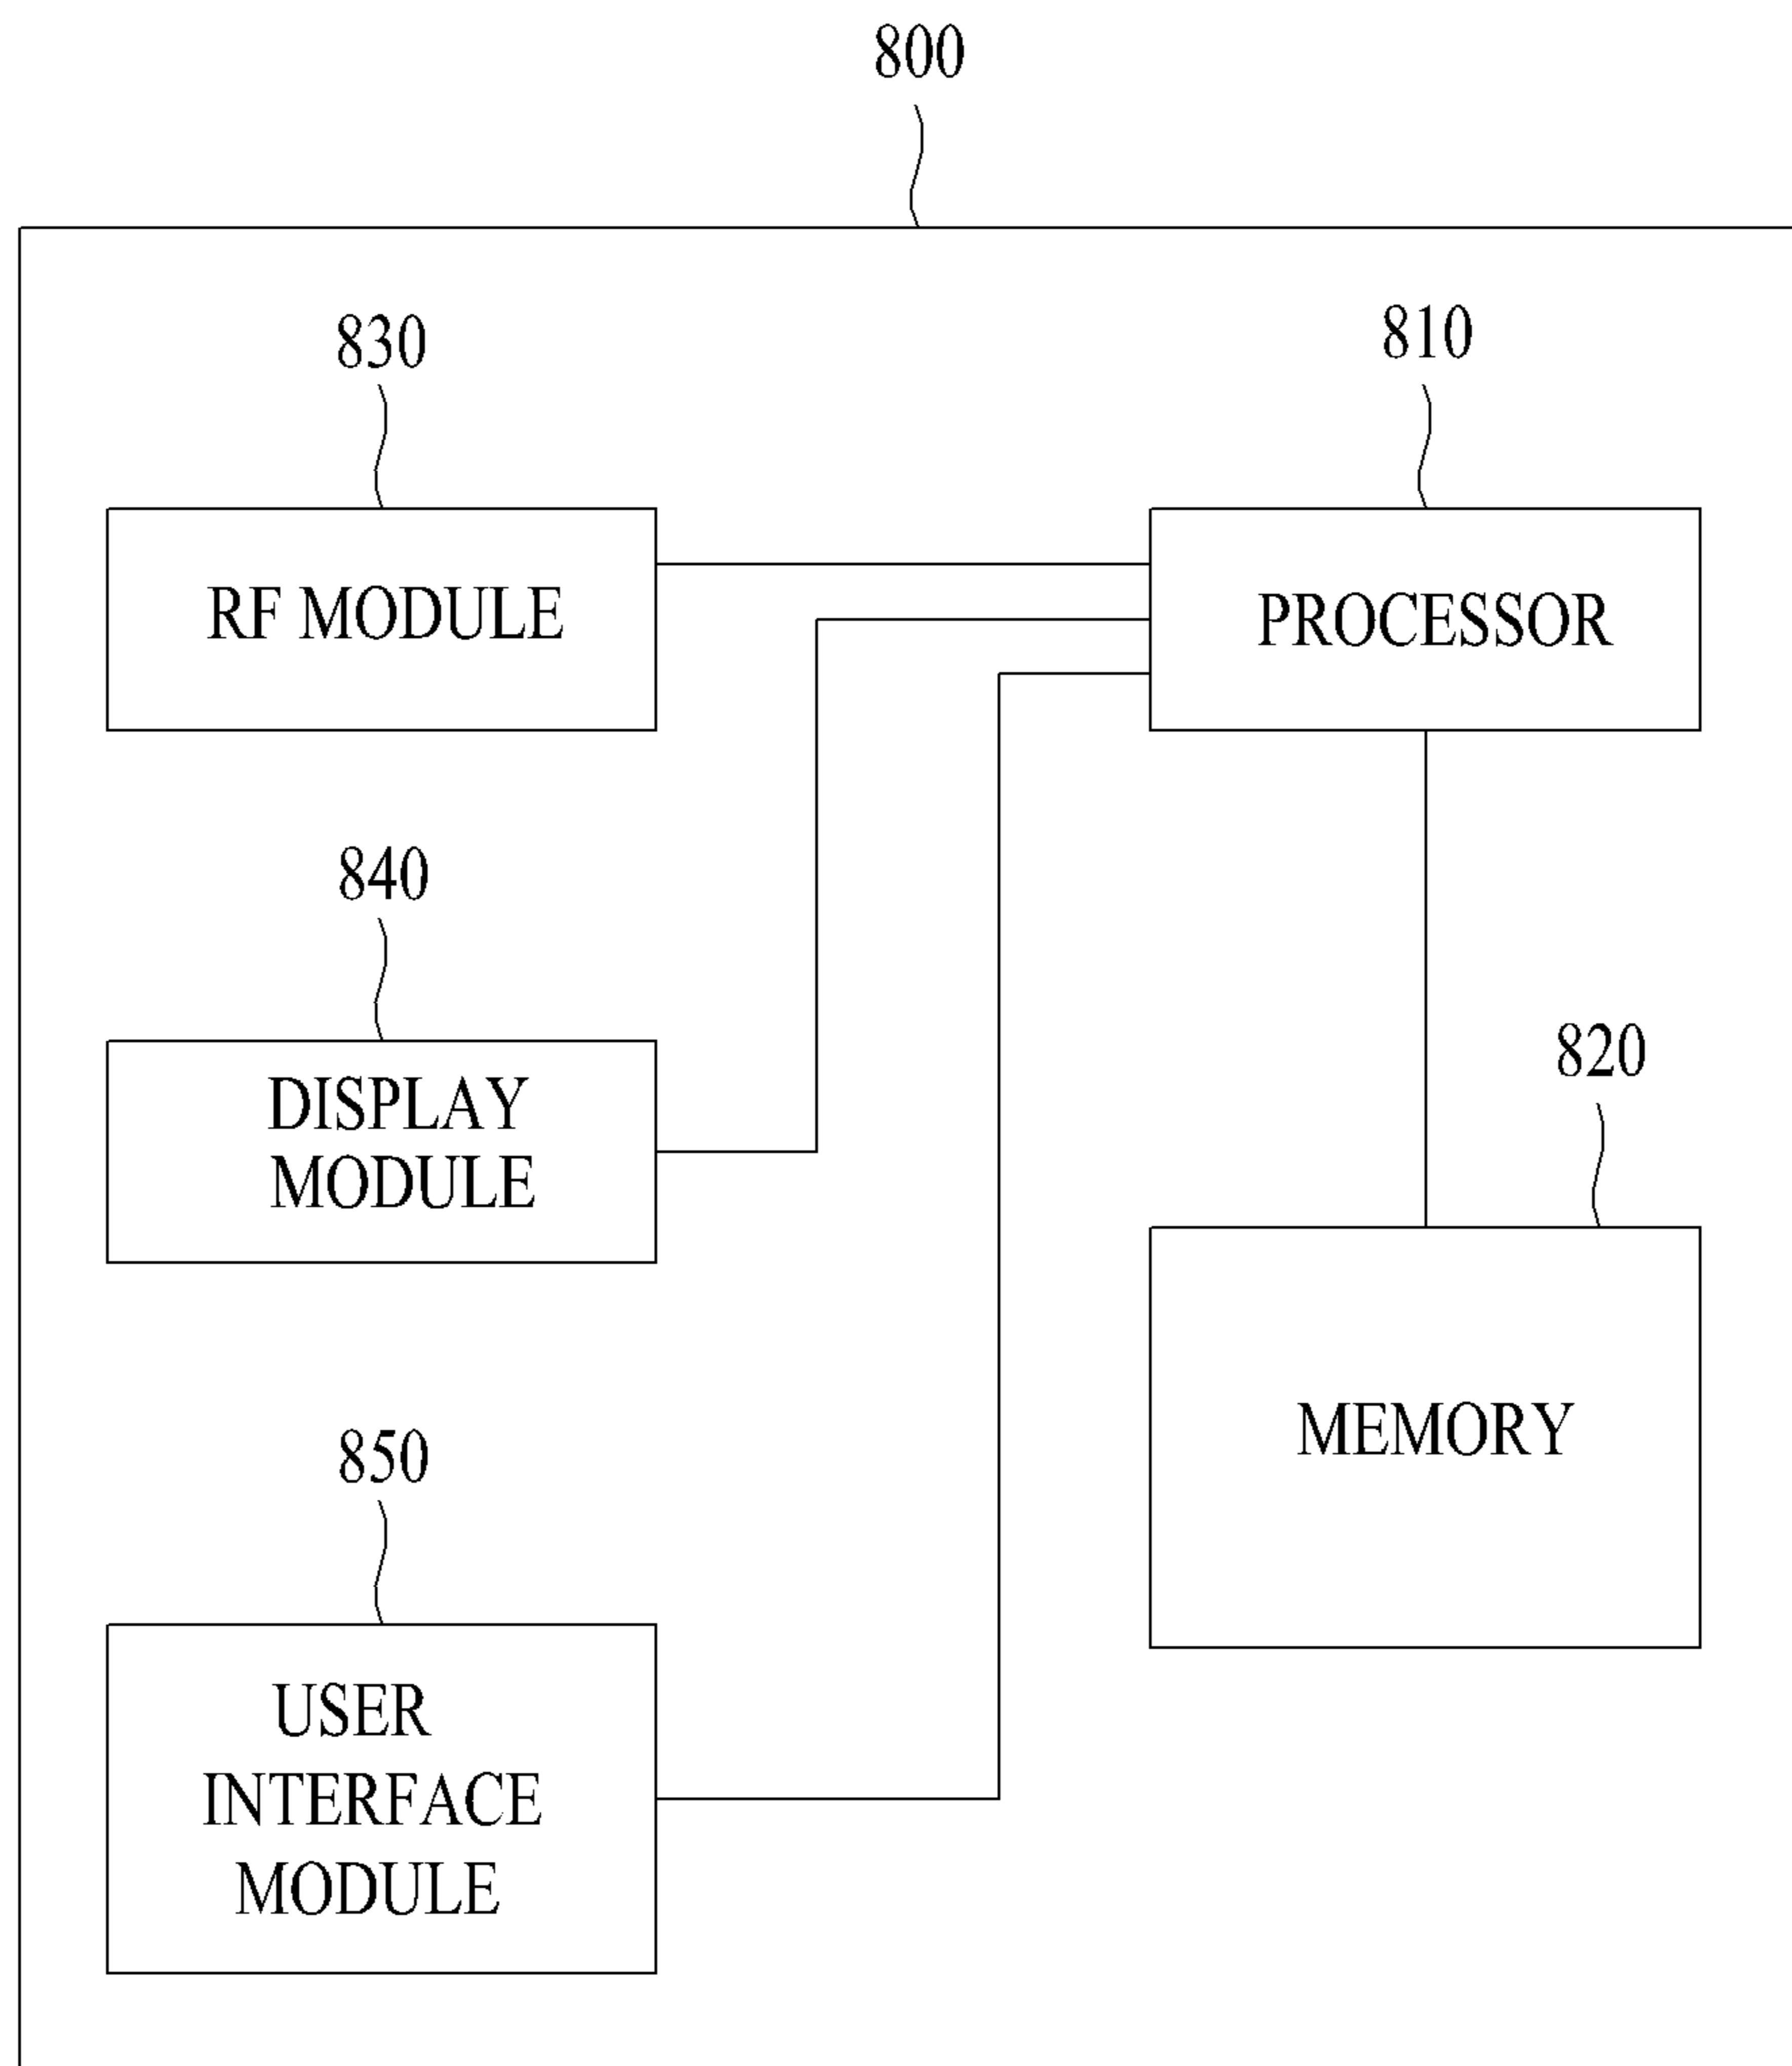 800
830
810
RF MODULE
PROCESSOR
840
DISPLAY
MODULE
820
MEMORY
850
USER
INTERFACE
MODULE